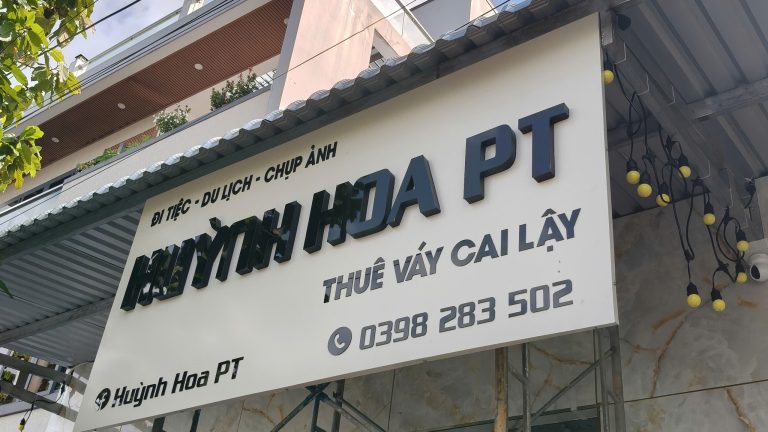 ĐI TIỆC - DU LỊCH - CHỤP ẢNH
HUỲNH HOA PT
THUÊ VÁY CAI LẬY
0398 283 502
Huỳnh Hoa PT